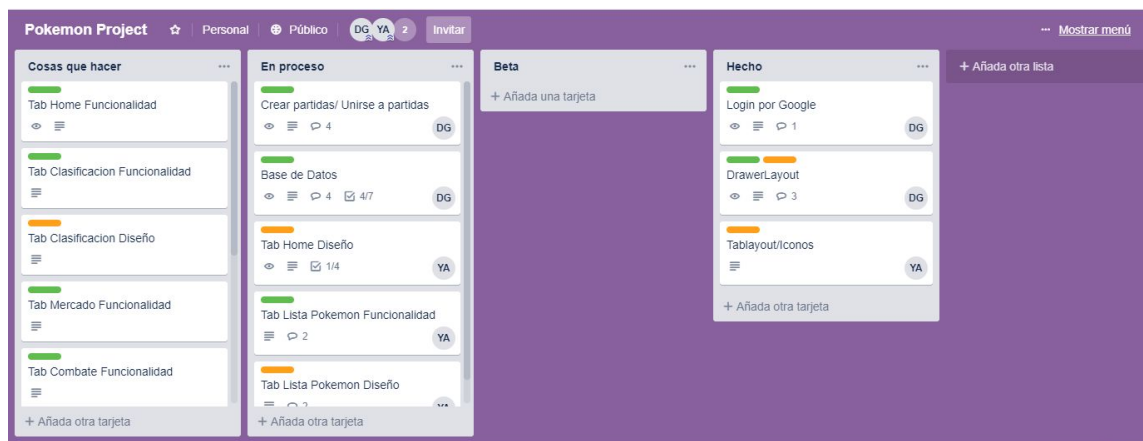 Pokemon Project
Personal
Público
DG YA 2
Invitar
... Mostrar menú
Cosas que hacer
Tab Home Funcionalidad
Tab Clasificacion Funcionalidad
Tab Clasificacion Diseño
Tab Mercado Funcionalidad
Tab Combate Funcionalidad
+ Añada otra tarjeta
En proceso
Crear partidas/ Unirse a partidas
4
DG
Base de Datos
4 4/7
DG
Tab Home Diseño
1/4
YA
Tab Lista Pokemon Funcionalidad
2
YA
Tab Lista Pokemon Diseño
2
YA
+ Añada otra tarjeta
Beta
+ Añada una tarjeta
Hecho
Login por Google
1
DG
DrawerLayout
3
DG
Tablayout/Iconos
YA
+ Añada otra tarjeta
+ Añada otra lista